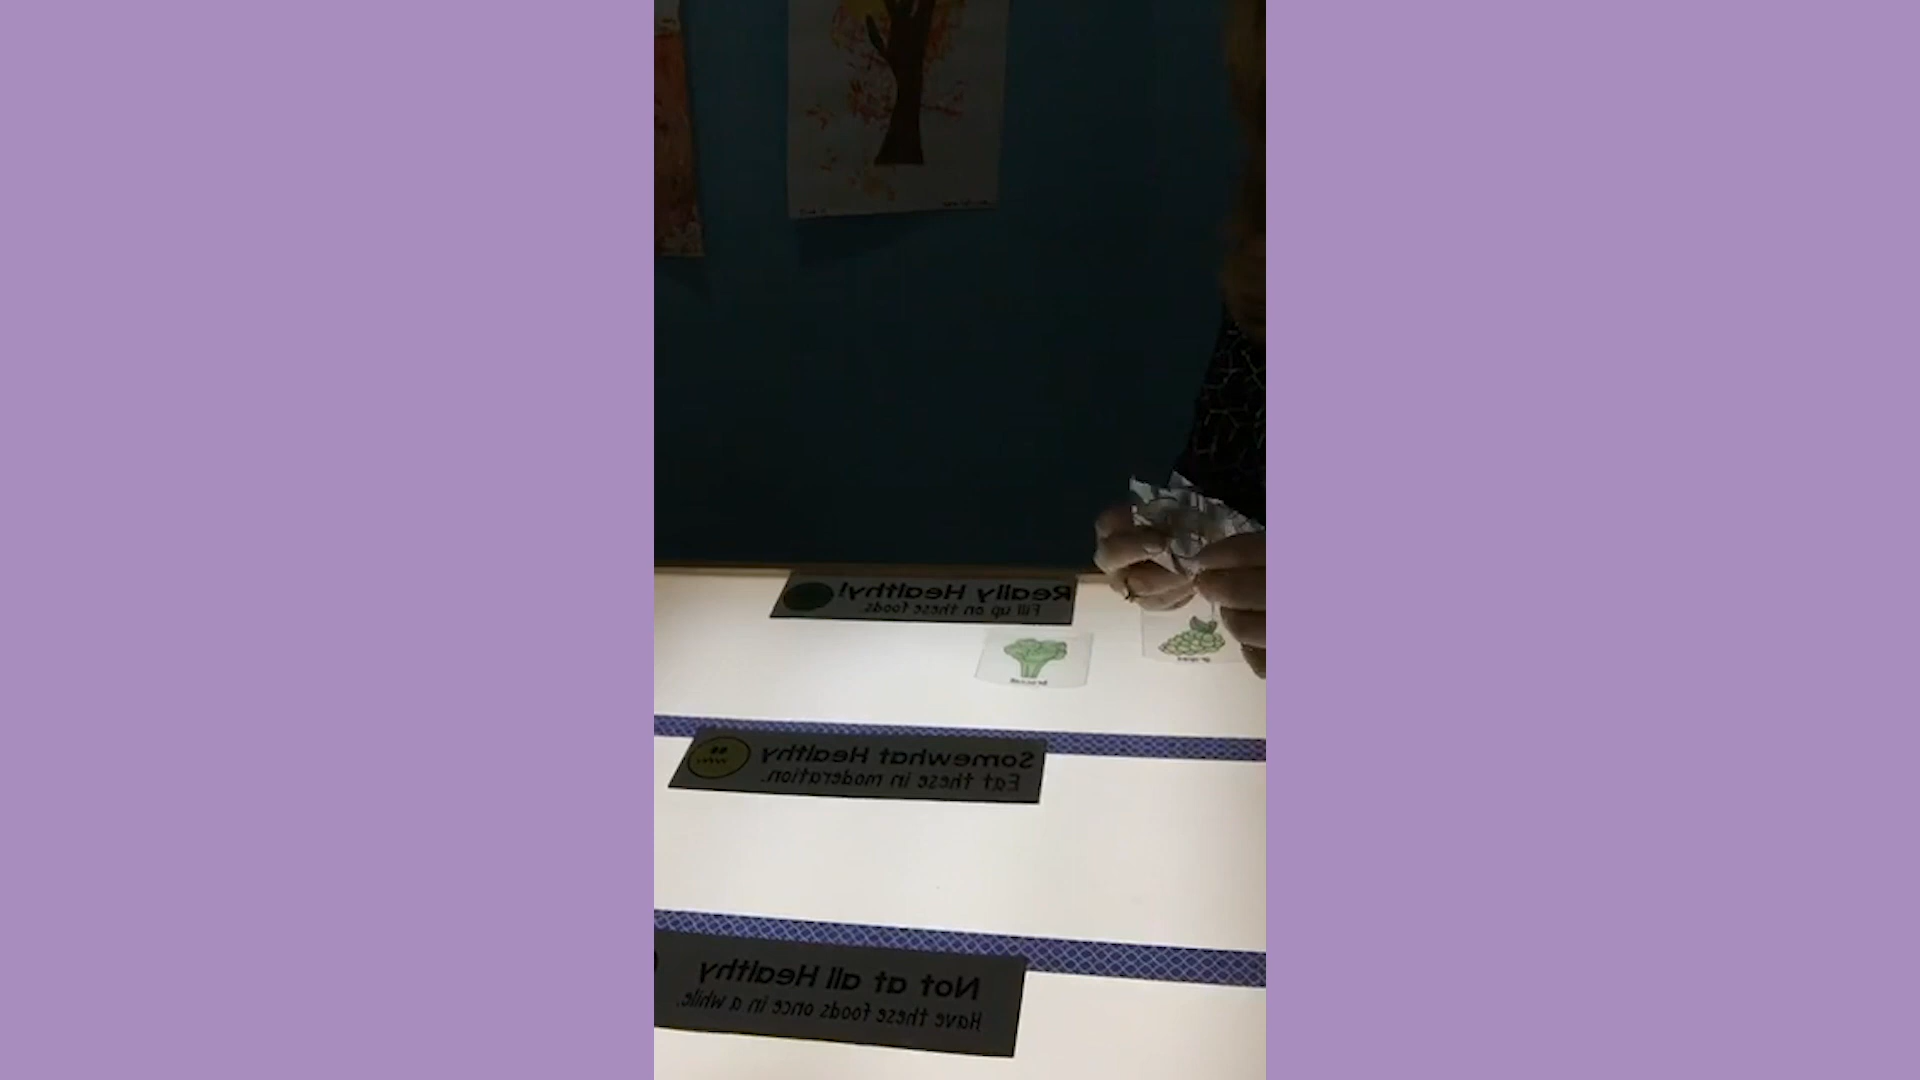 Really Healthy!
Fill up on these foods.
broccoli
Somewhat Healthy
Eat these in moderation.
Not at all Healthy
Have these foods once in a while.